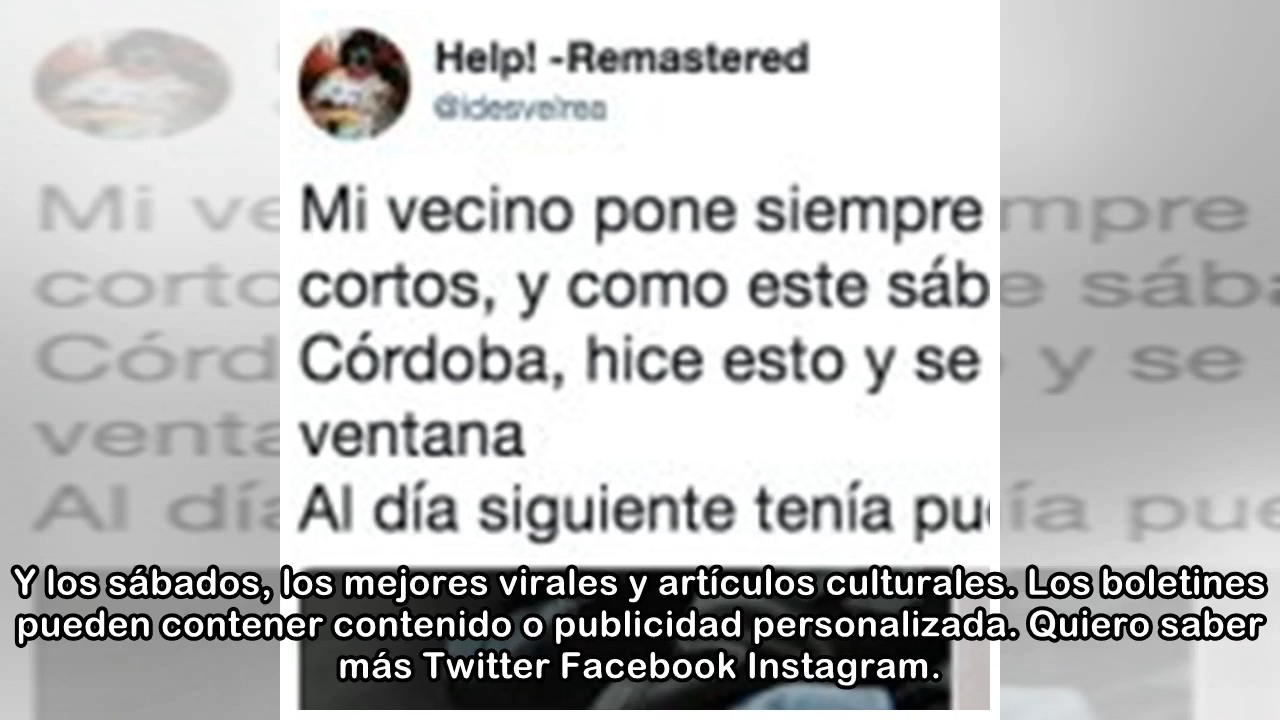 Help! -Remastered
@idesvelrea
Mi vecino pone siempre
cortos, y como este sáb
Córdoba, hice esto y se
ventana
Al día siguiente tenía pu
Y los sábados, los mejores virales y artículos culturales. Los boletines
pueden contener contenido o publicidad personalizada. Quiero saber
más Twitter Facebook Instagram.